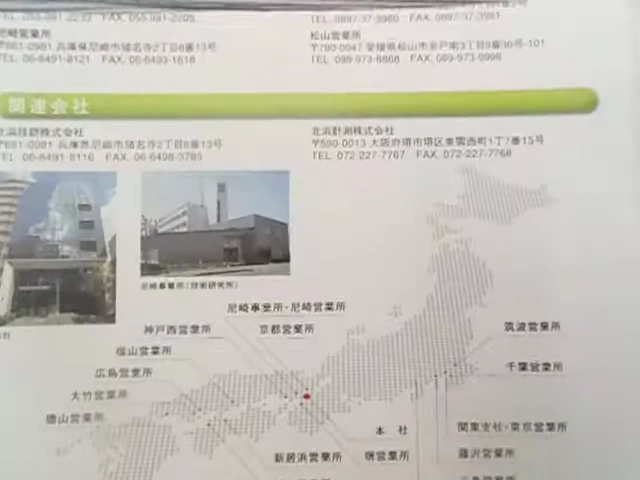 TEL 0897-37-3960 / FAX 0897-37-3981
尼崎営業所
兵庫県尼崎市猪名寺2丁目8番13号
TEL. 06-6491-8121 FAX. 06-6493-1618
松山営業所
TEL. 089-973-6868 FAX. 089-973-6998
関連会社
北浜技研株式会社
〒661-0981 兵庫県尼崎市猪名寺2丁目8番13号
TEL 06-6491-8116 FAX. 06-6498-3785
北浜計測株式会社
〒590-0013 大阪府堺市堺区東雲西町1丁7番15号
TEL. 072-227-7767 FAX. 072-227-7768
尼崎事業所(技術研究所)
尼崎事業所・尼崎営業所
神戸西営業所
京都営業所
福山営業所
広島営業所
大竹営業所
徳山営業所
筑波営業所
千葉営業所
本 社
関東支社・東京営業所
新居浜営業所
堺営業所
藤沢営業所